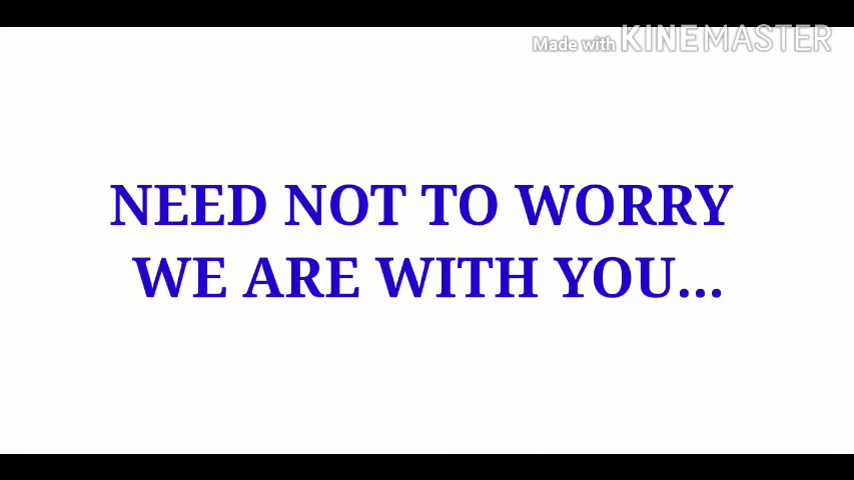 Made with KINEMASTER
NEED NOT TO WORRY
WE ARE WITH YOU...